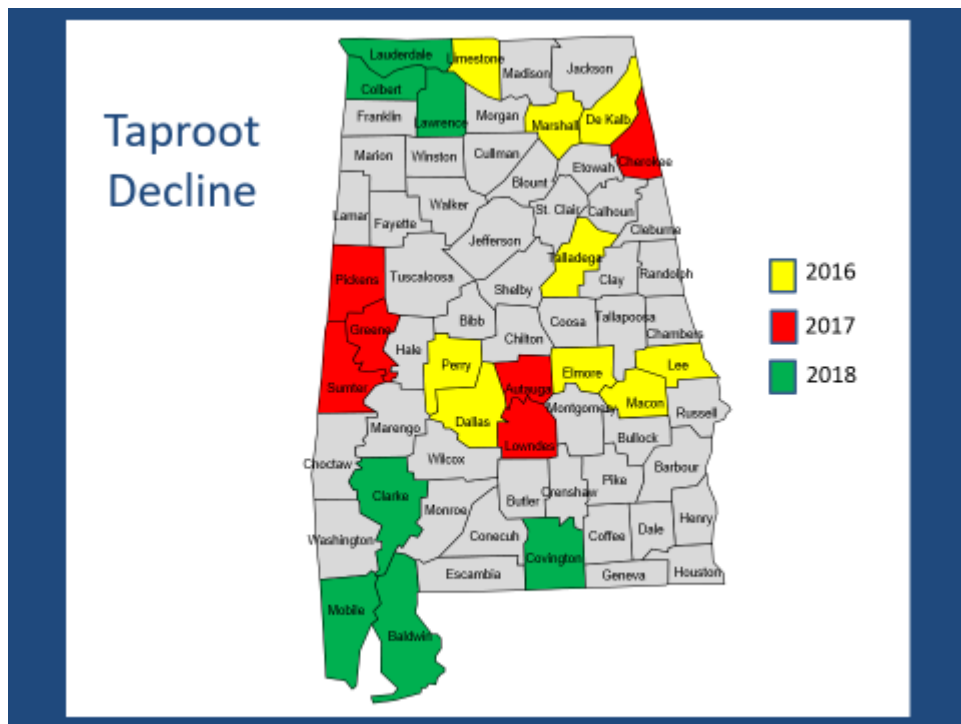 Taproot
Decline
Lauderdale
Limestone
Madison
Jackson
Colbert
Lawrence
Franklin
Morgan
Marshall
De Kalb
Cherokee
Marion
Winston
Cullman
Etowah
Blount
Lamar
Fayette
Walker
St. Clair
Calhoun
Cleburne
Jefferson
Talladega
Pickens
Tuscaloosa
Shelby
Clay
Randolph
Greene
Hale
Bibb
Chilton
Coosa
Tallapoosa
Chambers
Sumter
Perry
Autauga
Elmore
Lee
Macon
Dallas
Montgomery
Russell
Marengo
Lowndes
Bullock
Choctaw
Wilcox
Pike
Barbour
Clarke
Monroe
Butler
Crenshaw
Washington
Conecuh
Covington
Coffee
Dale
Henry
Escambia
Geneva
Houston
Mobile
Baldwin
2016
2017
2018